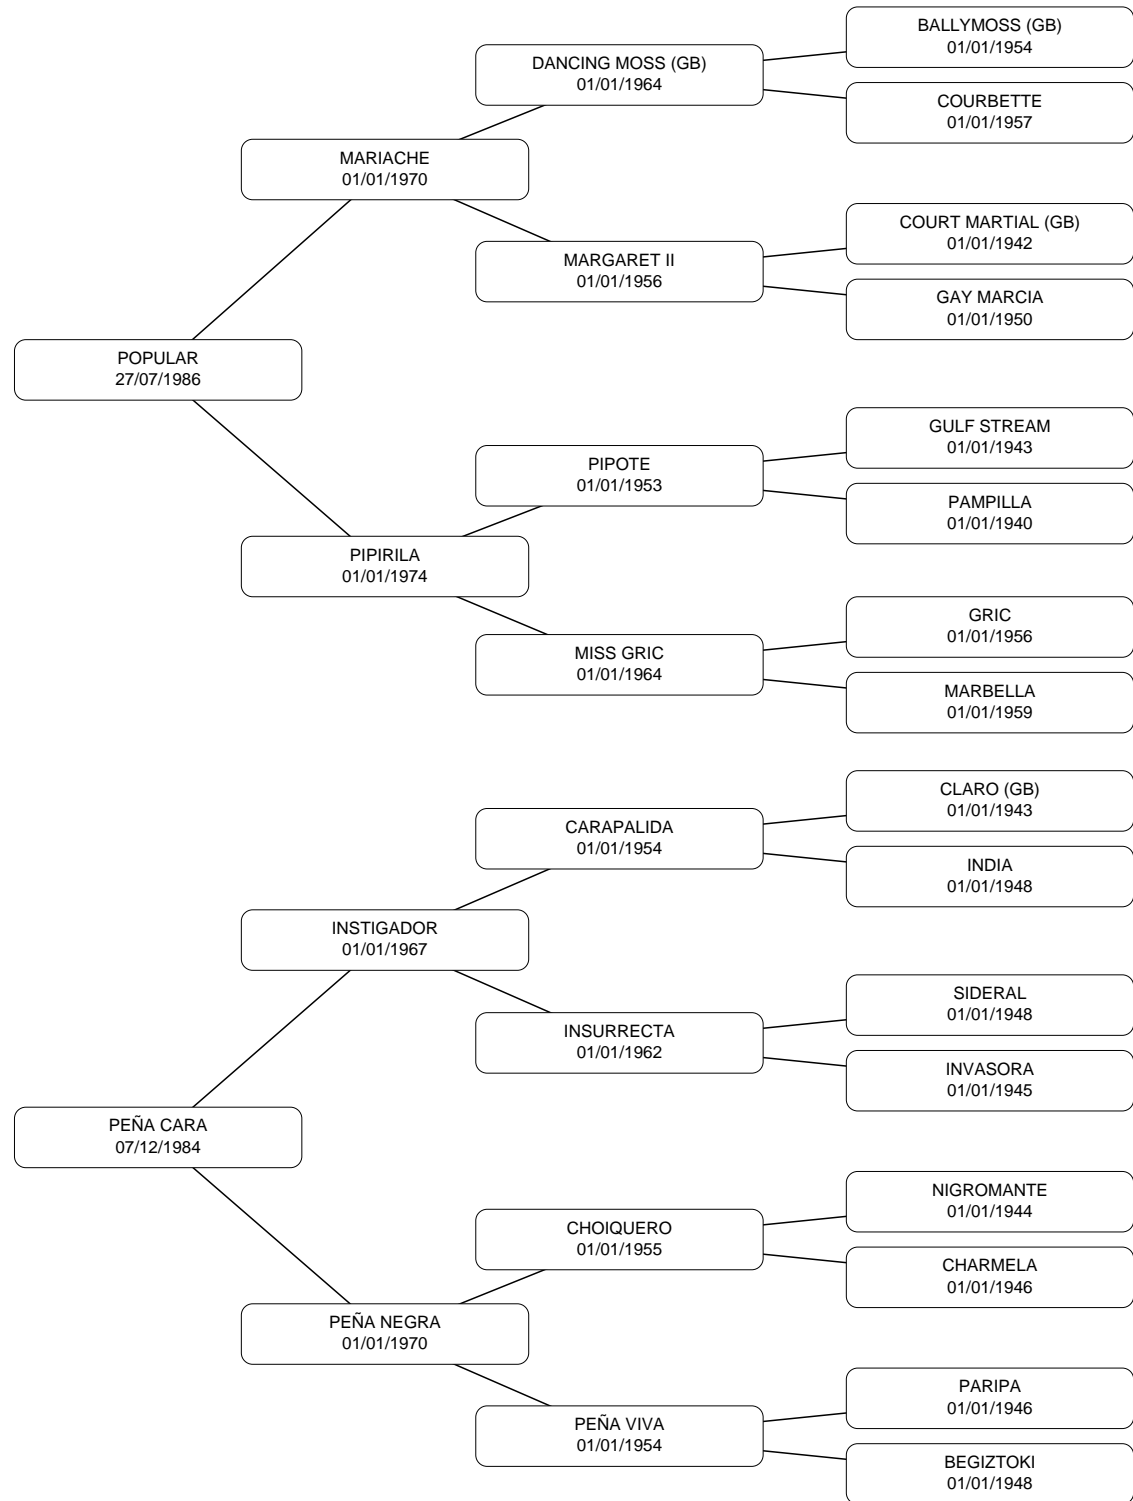 BALLYMOSS (GB)
01/01/1954
DANCING MOSS (GB)
01/01/1964
COURBETTE
01/01/1957
MARIACHE
01/01/1970
COURT MARTIAL (GB)
01/01/1942
MARGARET II
01/01/1956
GAY MARCIA
01/01/1950
POPULAR
27/07/1986
GULF STREAM
01/01/1943
PIPOTE
01/01/1953
PAMPILLA
01/01/1940
PIPIRILA
01/01/1974
GRIC
01/01/1956
MISS GRIC
01/01/1964
MARBELLA
01/01/1959
CLARO (GB)
01/01/1943
CARAPALIDA
01/01/1954
INDIA
01/01/1948
INSTIGADOR
01/01/1967
SIDERAL
01/01/1948
INSURRECTA
01/01/1962
INVASORA
01/01/1945
PEÑA CARA
07/12/1984
NIGROMANTE
01/01/1944
CHOIQUERO
01/01/1955
CHARMELA
01/01/1946
PEÑA NEGRA
01/01/1970
PARIPA
01/01/1946
PEÑA VIVA
01/01/1954
BEGIZTOKI
01/01/1948